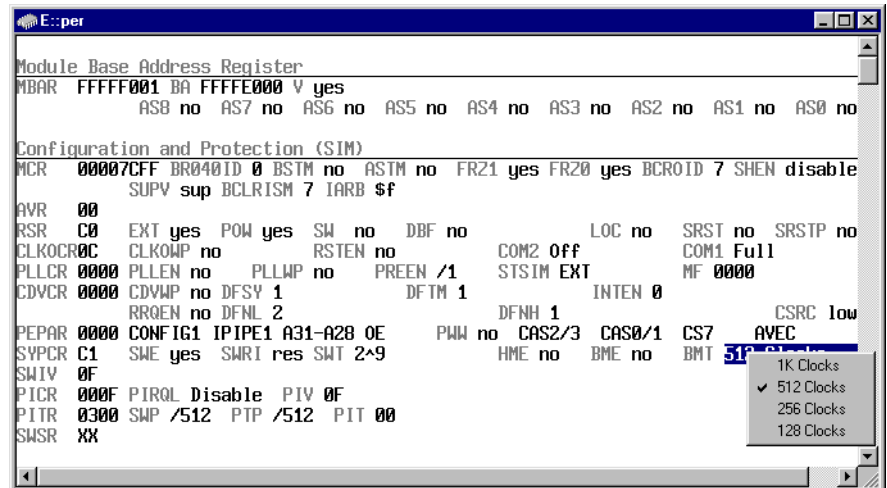 E::per
Module Base Address Register
MBAR FFFFF001 BA FFFFE000 V yes
AS8 no AS7 no AS6 no AS5 no AS4 no AS3 no AS2 no AS1 no AS0 no
Configuration and Protection (SIM)
MCR 00007CFF BR040ID 0 BSTM no ASTM no FRZ1 yes FRZ0 yes BCROID 7 SHEN disable
SUPV sup BCLRISM 7 IARB $f
AVR 00
RSR C0 EXT yes POW yes SW no DBF no LOC no SRST no SRSTP no
CLKOCR0C CLKOWP no RSTEN no COM2 Off COM1 Full
PLLCR 0000 PLLEN no PLLWP no PREEN /1 STSIM EXT MF 0000
CDVCR 0000 CDVWP no DFSY 1 DFTM 1 INTEN 0
RRQEN no DFNL 2 DFNH 1 CSRC low
PEPAR 0000 CONFIG1 IPIPE1 A31-A28 OE PWW no CAS2/3 CAS0/1 CS7 AVEC
SYPCR C1 SWE yes SWRI res SWT 2^9 HME no BME no BMT 512 Clocks
SWIV 0F
PICR 000F PIRQL Disable PIV 0F
PITR 0300 SWP /512 PTP /512 PIT 00
SWSR XX
1K Clocks
512 Clocks
256 Clocks
128 Clocks